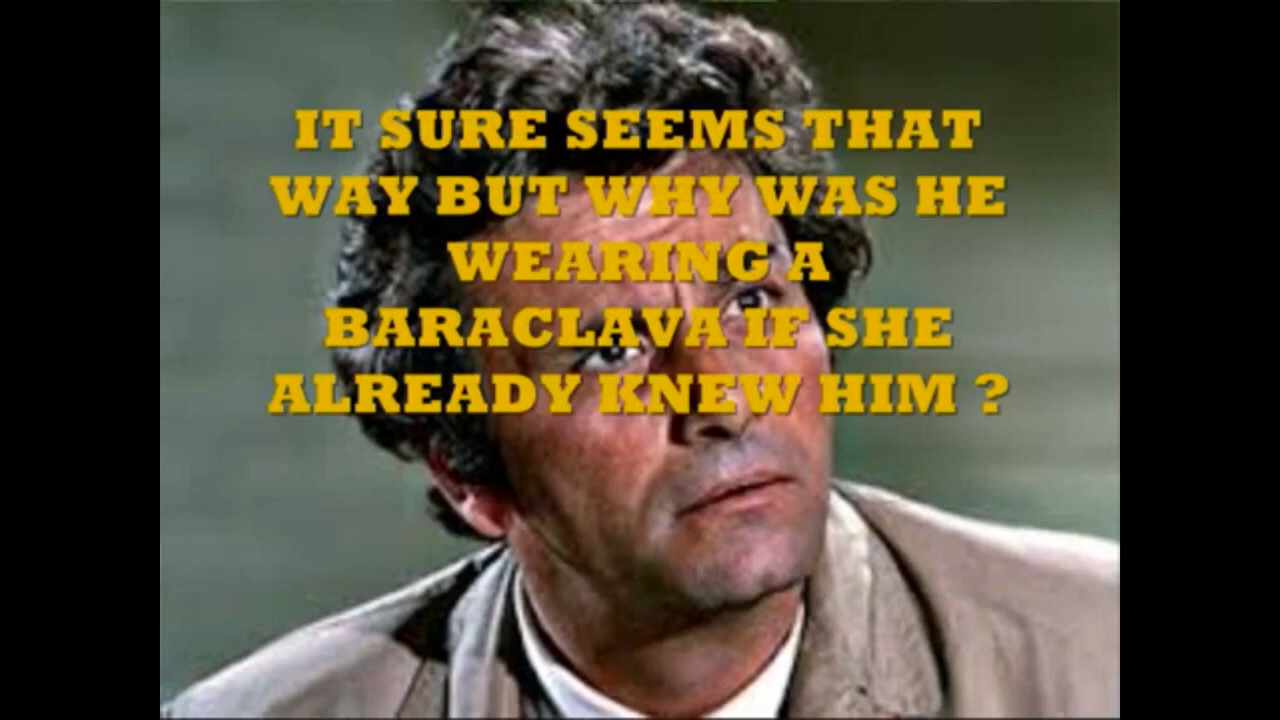 IT SURE SEEMS THAT
WAY BUT WHY WAS HE
WEARING A
BARACLAVA IF SHE
ALREADY KNEW HIM ?